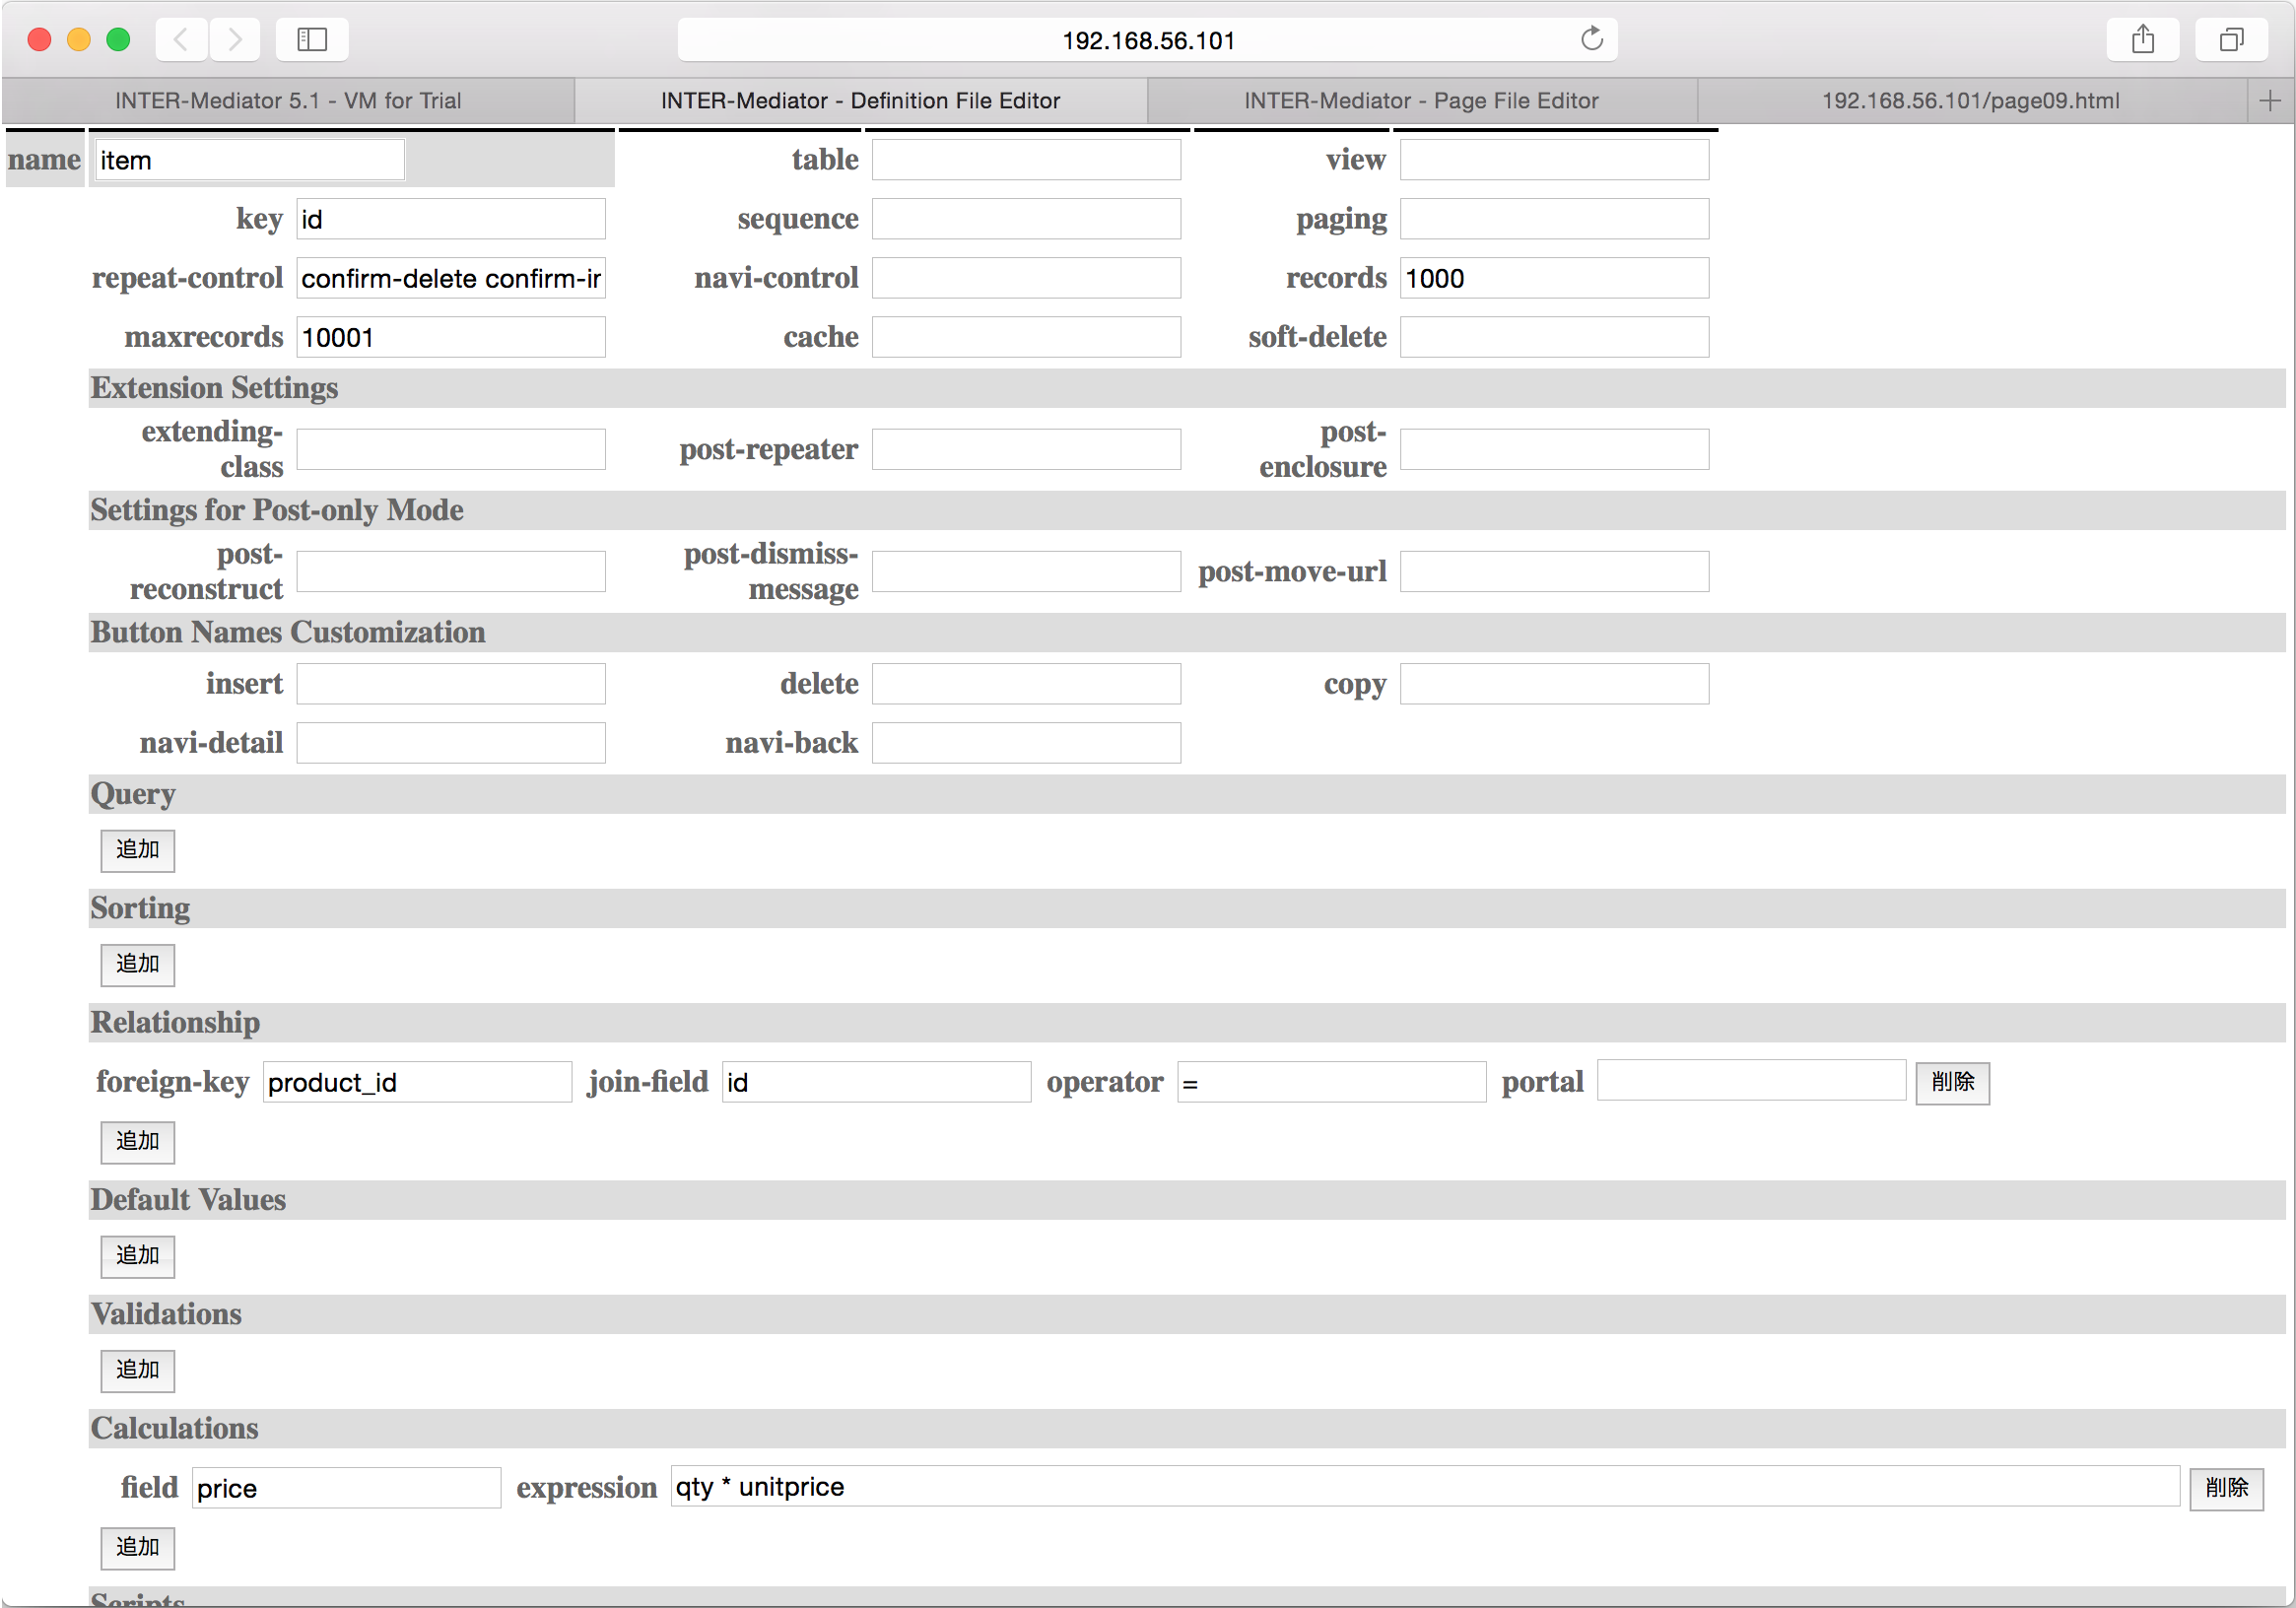 192.168.56.101
INTER-Mediator 5.1 - VM for Trial
INTER-Mediator - Definition File Editor
INTER-Mediator - Page File Editor
192.168.56.101/page09.html
name item table view
key id sequence paging
repeat-control confirm-delete confirm-in navi-control records 1000
maxrecords 10001 cache soft-delete
Extension Settings
extending-class post-repeater post-enclosure
Settings for Post-only Mode
post-reconstruct post-dismiss-message post-move-url
Button Names Customization
insert delete copy
navi-detail navi-back
Query
追加
Sorting
追加
Relationship
foreign-key product_id join-field id operator = portal 削除
追加
Default Values
追加
Validations
追加
Calculations
field price expression qty * unitprice 削除
追加
Scripts